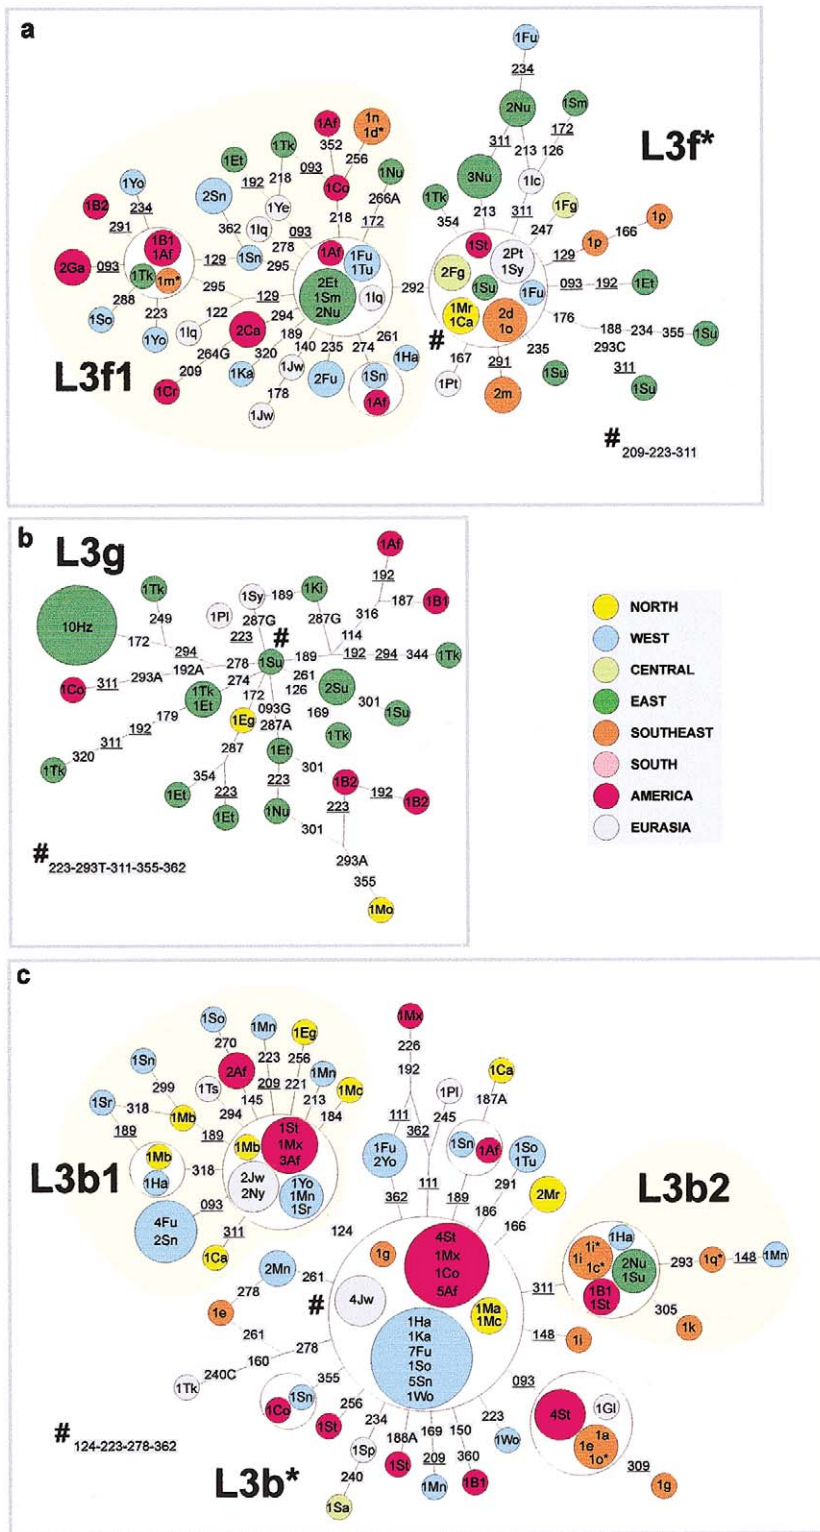 a
L3f*
L3f1
1Fu
234
2Nu
1Sm
172
311
213
126
3Nu
1Ic
1Tk
354
213
311
247
1Fg
1p
166
1p
129
1St
2Pt
1Sy
2Fg
1Su
1Fu
093
192
1Et
1Mr
1Ca
2d
1o
176
188
234
355
1Su
293C
311
1Su
#
167
1Pt
291
2m
235
1Su
292
1Af
1n
1d*
352
256
1Et
1Tk
093
1Co
1Nu
192
218
266A
2Sn
1Ye
218
172
1Yo
234
1B2
291
362
1Iq
093
278
1B1
1Af
2Ga
093
1Tk
1m*
129
1Sn
295
1Af
1Fu
1Tu
2Et
1Sm
2Nu
1Iq
288
1So
223
1Yo
295
129
122
1Iq
294
2Ca
264G
209
1Cr
189
320
1Ka
140
1Jw
178
1Jw
235
2Fu
274
261
1Ha
1Sn
1Af
# 209-223-311
b
L3g
1Af
192
187
1B1
316
114
1Tk
249
10Hz
172
294
1Sy
189
1Ki
287G
1Pl
223
287G
#
1Su
189
192
294
344
1Tk
278
192A
293A
311
1Co
274
1Tk
1Et
172
093G
287A
261
126
2Su
301
1Su
169
1Tk
179
192
311
320
1Tk
1Eg
287
354
1Et
223
1Et
1Et
301
223
1Nu
1B2
192
1B2
223
301
293A
355
1Mo
# 223-293T-311-355-362
NORTH
WEST
CENTRAL
EAST
SOUTHEAST
SOUTH
AMERICA
EURASIA
c
L3b1
1So
270
1Mn
1Eg
1Sn
2Af
223
209
256
221
1Mn
213
1Mc
184
299
1Ts
294
145
1Sr
318
1Mb
189
189
1Mb
1Ha
318
1Mb
1St
1Mx
3Af
2Jw
2Ny
1Yo
1Mn
1Sr
093
4Fu
2Sn
311
1Ca
124
1Mx
226
192
1Pl
1Ca
187A
111
362
245
1Fu
2Yo
1Sn
1Af
1So
1Tu
362
111
189
291
186
2Mr
166
L3b2
4St
1Mx
1Co
5Af
1g
4Jw
1Ma
1Mc
1Ha
1Ka
7Fu
1So
5Sn
1Wo
#
311
1i*
1i
1c*
1Ha
2Nu
1Su
1B1
1St
293
1q*
148
1Mn
305
1k
148
1i
2Mn
261
278
1e
261
160
278
240C
1Tk
355
1Sn
1Co
256
1St
234
1Sp
240
1Sa
188A
1St
169
209
1Mn
150
360
1B1
223
1Wo
093
4St
1Gl
1a
1e
1o*
309
1g
# 124-223-278-362
L3b*